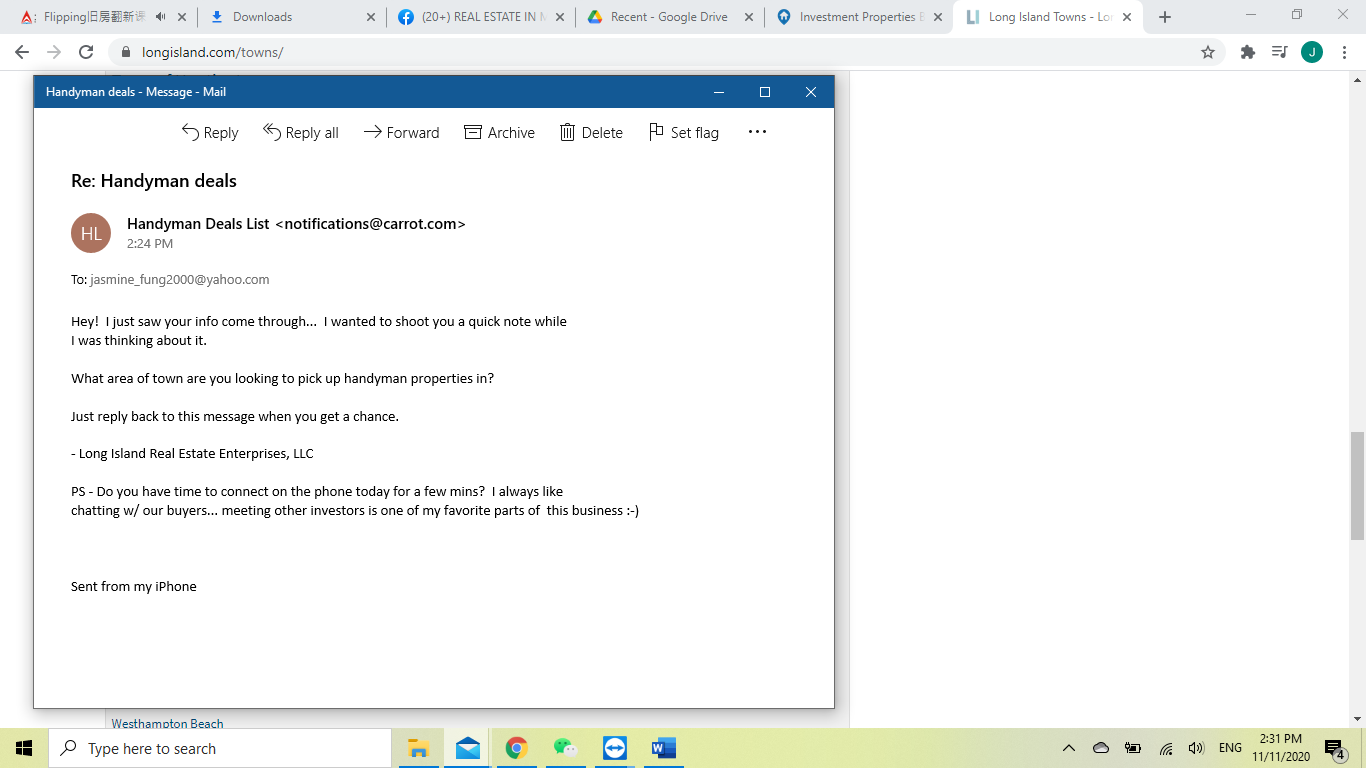 Flipping旧房翻新课
Downloads
(20+) REAL ESTATE IN
Recent - Google Drive
Investment Properties
Long Island Towns - Lon
longisland.com/towns/
J
Handyman deals - Message - Mail
Reply
Reply all
Forward
Archive
Delete
Set flag
Re: Handyman deals
HL
Handyman Deals List <notifications@carrot.com>
2:24 PM
To: jasmine_fung2000@yahoo.com
Hey!  I just saw your info come through...  I wanted to shoot you a quick note while
I was thinking about it.
What area of town are you looking to pick up handyman properties in?
Just reply back to this message when you get a chance.
- Long Island Real Estate Enterprises, LLC
PS - Do you have time to connect on the phone today for a few mins?  I always like
chatting w/ our buyers... meeting other investors is one of my favorite parts of  this business :-)
Sent from my iPhone
Westhampton Beach
Type here to search
W
ENG
2:31 PM
11/11/2020
4